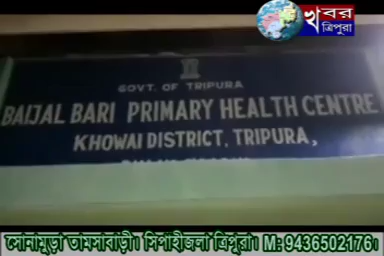 খবর
ত্রিপুরা
GOVT. OF TRIPURA
BAIJAL BARI PRIMARY HEALTH CENTRE
KHOWAI DISTRICT, TRIPURA,
সোনামুড়া তামসাবাড়ী। সিপাহীজলা ত্রিপুরা। M: 9436502176।